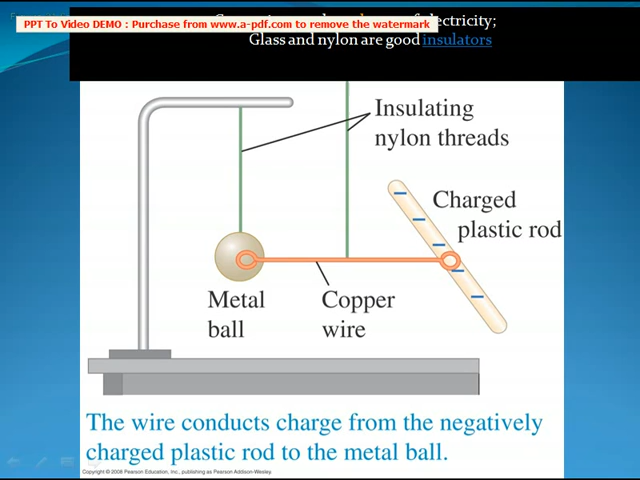 PPT To Video DEMO : Purchase from www.a-pdf.com to remove the watermark
electricity;
Glass and nylon are good insulators
Insulating
nylon threads
Charged
plastic rod
Metal
ball
Copper
wire
The wire conducts charge from the negatively
charged plastic rod to the metal ball.
Copyright © 2008 Pearson Education, Inc., publishing as Pearson Addison-Wesley.